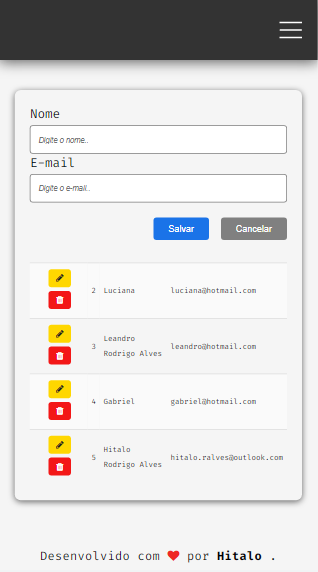 Nome
Digite o nome..
E-mail
Digite o e-mail..
Salvar Cancelar
2 Luciana luciana@hotmail.com
3 Leandro Rodrigo Alves leandro@hotmail.com
4 Gabriel gabriel@hotmail.com
5 Hitalo Rodrigo Alves hitalo.ralves@outlook.com
Desenvolvido com ❤ por Hitalo .